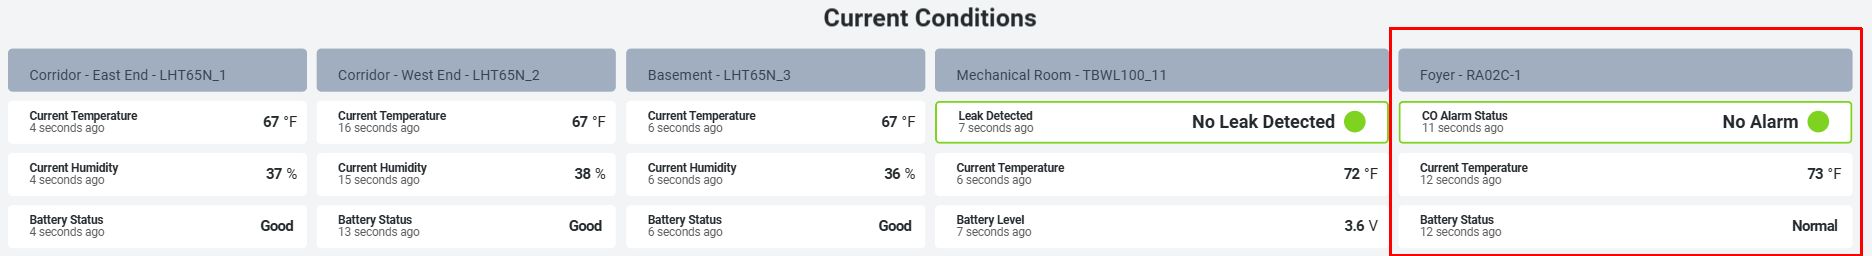 Current Conditions
Corridor - East End - LHT65N_1
Current Temperature
4 seconds ago
67 °F
Current Humidity
4 seconds ago
37 %
Battery Status
4 seconds ago
Good
Corridor - West End - LHT65N_2
Current Temperature
16 seconds ago
67 °F
Current Humidity
15 seconds ago
38 %
Battery Status
13 seconds ago
Good
Basement - LHT65N_3
Current Temperature
6 seconds ago
67 °F
Current Humidity
6 seconds ago
36 %
Battery Status
6 seconds ago
Good
Mechanical Room - TBWL100_11
Leak Detected
7 seconds ago
No Leak Detected
Current Temperature
6 seconds ago
72 °F
Battery Level
7 seconds ago
3.6 V
Foyer - RA02C-1
CO Alarm Status
11 seconds ago
No Alarm
Current Temperature
12 seconds ago
73 °F
Battery Status
12 seconds ago
Normal